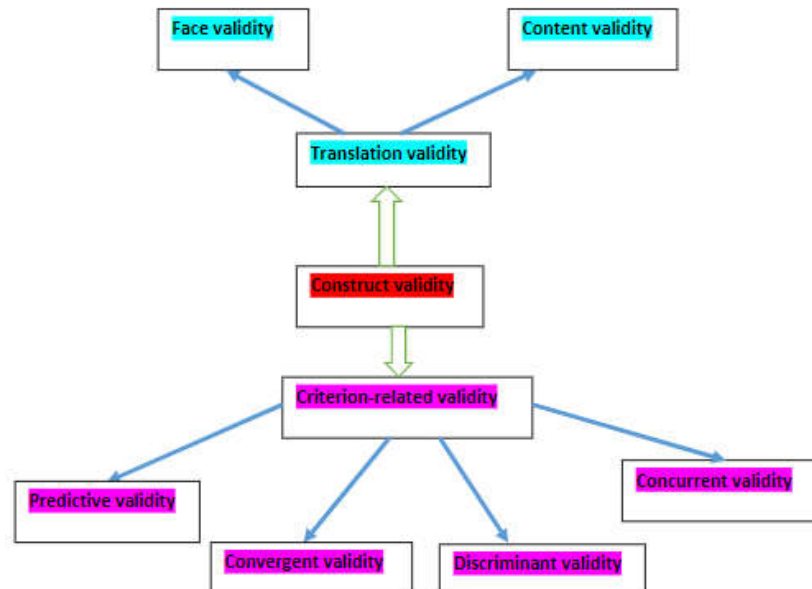 Face validity
Content validity
Translation validity
Construct validity
Criterion-related validity
Predictive validity
Concurrent validity
Convergent validity
Discriminant validity